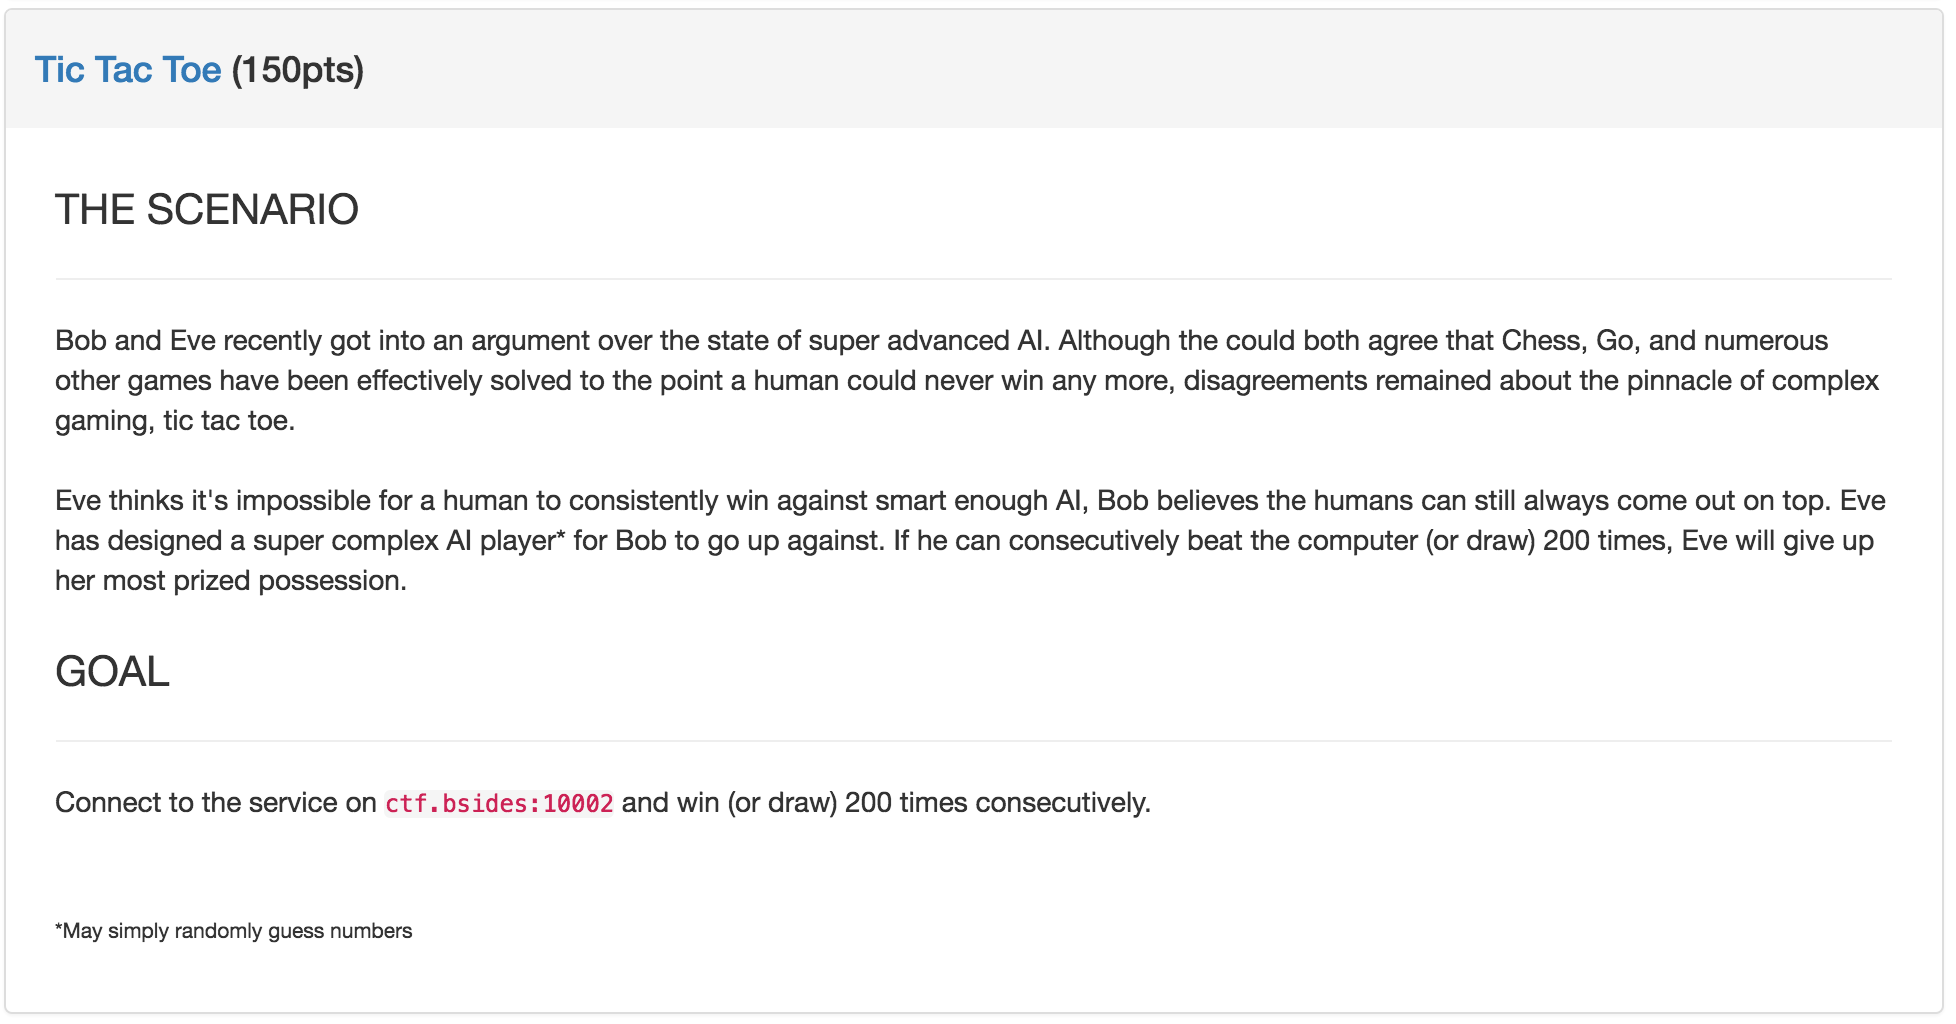 Tic Tac Toe (150pts)
THE SCENARIO
Bob and Eve recently got into an argument over the state of super advanced AI. Although the could both agree that Chess, Go, and numerous
other games have been effectively solved to the point a human could never win any more, disagreements remained about the pinnacle of complex
gaming, tic tac toe.
Eve thinks it's impossible for a human to consistently win against smart enough AI, Bob believes the humans can still always come out on top. Eve
has designed a super complex AI player* for Bob to go up against. If he can consecutively beat the computer (or draw) 200 times, Eve will give up
her most prized possession.
GOAL
Connect to the service on ctf.bsides:10002 and win (or draw) 200 times consecutively.
*May simply randomly guess numbers